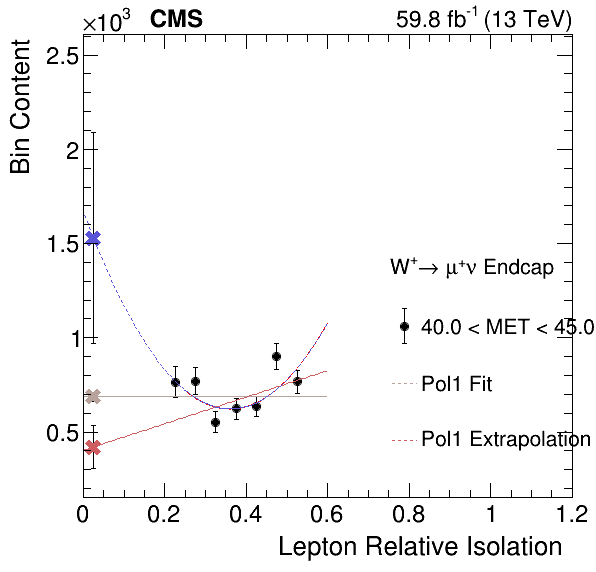 ×10³ CMS 59.8 fb⁻¹ (13 TeV)
Bin Content
2.5
2
1.5
1
0.5
W⁺→ μ⁺ν Endcap
40.0 < MET < 45.0
Pol1 Fit
Pol1 Extrapolation
0 0.2 0.4 0.6 0.8 1 1.2
Lepton Relative Isolation